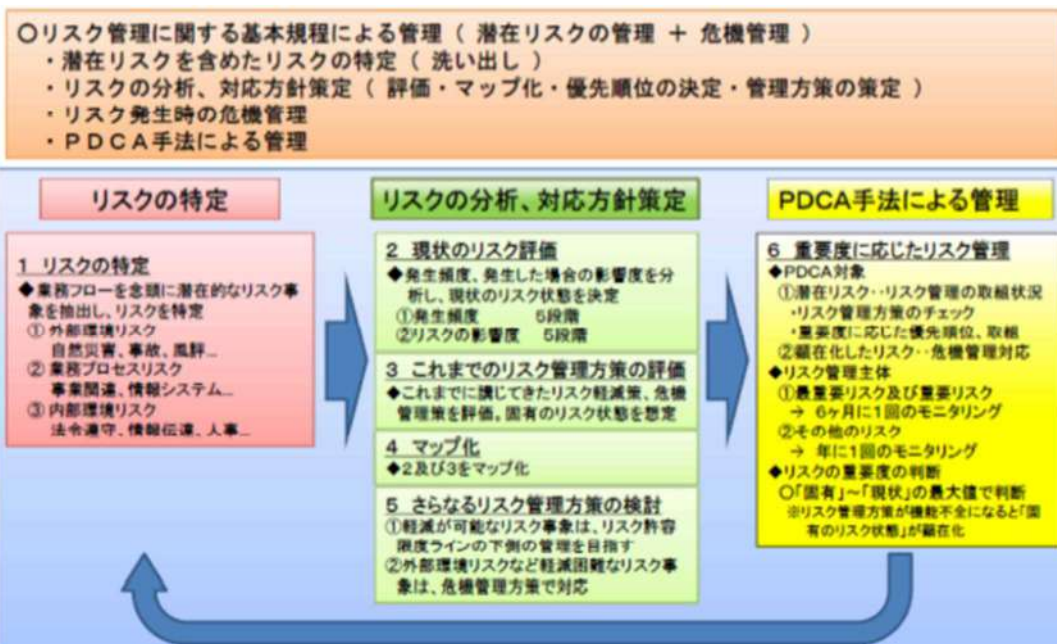 ○リスク管理に関する基本規程による管理（ 潜在リスクの管理 ＋ 危機管理 ）
・潜在リスクを含めたリスクの特定（ 洗い出し ）
・リスクの分析、対応方針策定（ 評価・マップ化・優先順位の決定・管理方策の策定 ）
・リスク発生時の危機管理
・ＰＤＣＡ手法による管理
リスクの特定
1 リスクの特定
◆業務フローを念頭に潜在的なリスク事
象を抽出し、リスクを特定
① 外部環境リスク
自然災害、事故、風評…
② 業務プロセスリスク
事業関連、情報システム…
③ 内部環境リスク
法令遵守、情報伝達、人事…
リスクの分析、対応方針策定
2 現状のリスク評価
◆発生頻度、発生した場合の影響度を分
析し、現状のリスク状態を決定
①発生頻度 5段階
②リスクの影響度 5段階
3 これまでのリスク管理方策の評価
◆これまでに講じてきたリスク軽減策、危機
管理策を評価。固有のリスク状態を想定
4 マップ化
◆2及び3をマップ化
5 さらなるリスク管理方策の検討
①軽減が可能なリスク事象は、リスク許容
限度ラインの下側の管理を目指す
②外部環境リスクなど軽減困難なリスク事
象は、危機管理方策で対応
PDCA手法による管理
6 重要度に応じたリスク管理
◆PDCA対象
①潜在リスク‥リスク管理の取組状況
・リスク管理方策のチェック
・重要度に応じた優先順位、取組
②顕在化したリスク‥危機管理対応
◆リスク管理主体
①最重要リスク及び重要リスク
→ 6ヶ月に1回のモニタリング
②その他のリスク
→ 年に1回のモニタリング
◆リスクの重要度の判断
○「固有」～「現状」の最大値で判断
※リスク管理方策が機能不全になると「固
有のリスク状態」が顕在化